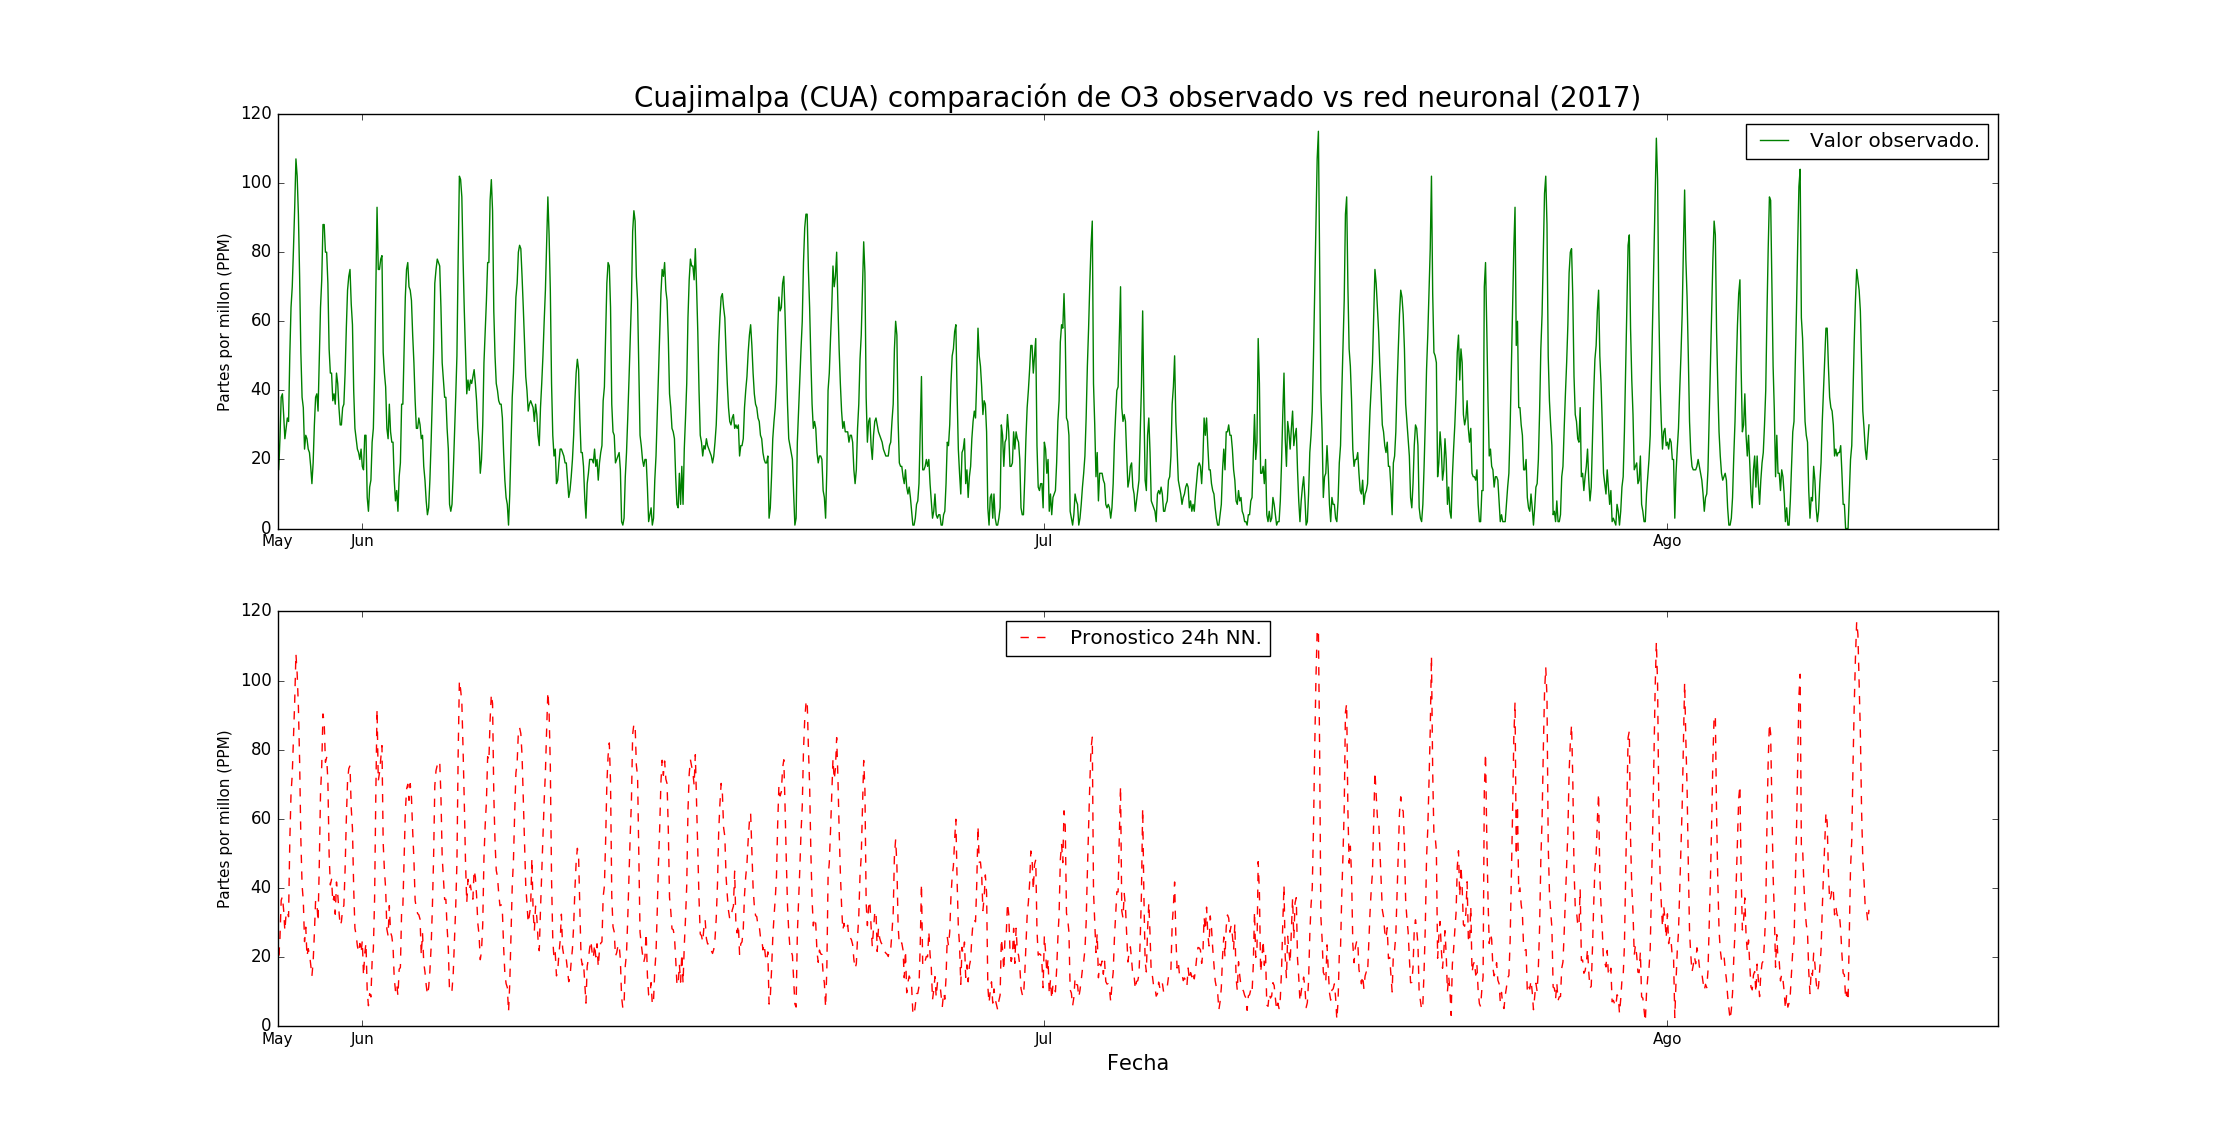 Cuajimalpa (CUA) comparación de O3 observado vs red neuronal (2017)
120
100
80
60
40
20
0
Partes por millon (PPM)
Valor observado.
May Jun Jul Ago
120
100
80
60
40
20
0
Partes por millon (PPM)
Pronostico 24h NN.
May Jun Jul Ago
Fecha